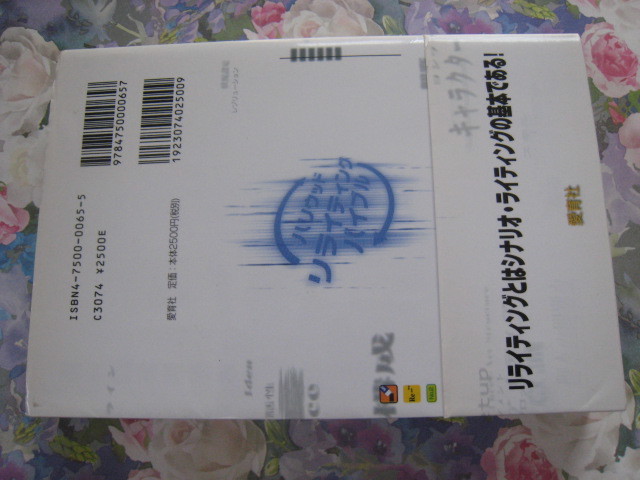 9784750000657
1923074025009
ISBN4-7500-0065-5
C3074 ¥2500E
愛育社 定価:本体2500円(税別)
ハリウッド
リライティング
バイブル
キャラクター
リライティングとはシナリオ・ライティングの基本である!
愛育社
構成
Idea